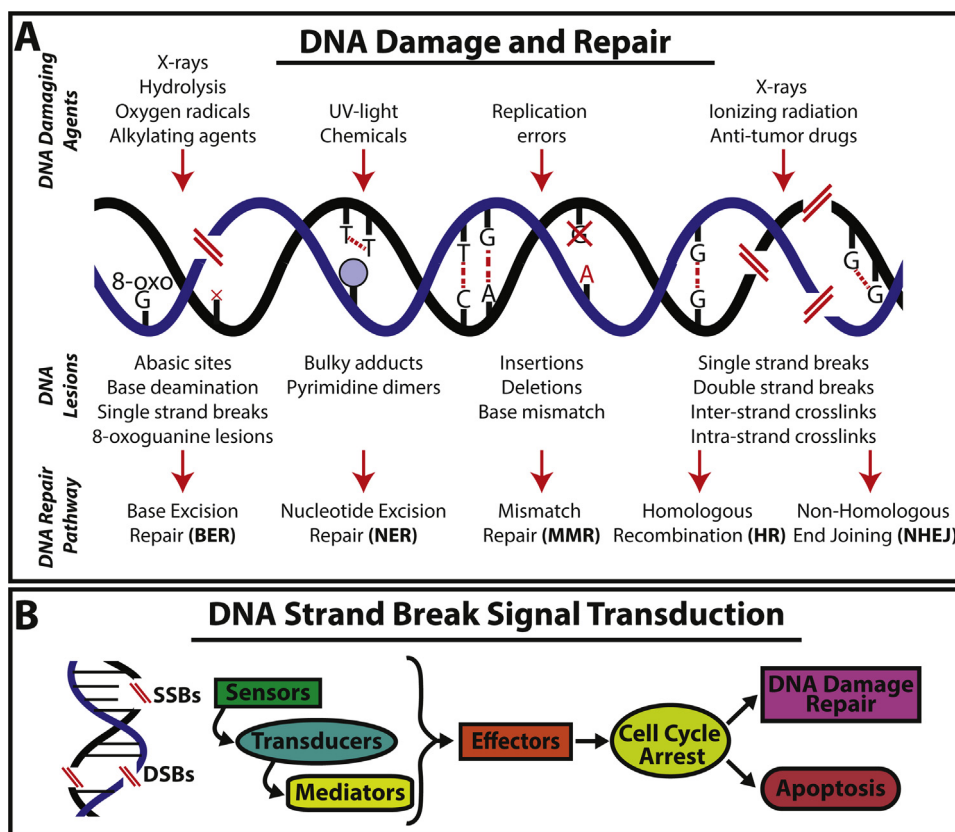 A
DNA Damage and Repair
DNA Damaging
Agents
X-rays
Hydrolysis
Oxygen radicals
Alkylating agents
UV-light
Chemicals
Replication
errors
X-rays
Ionizing radiation
Anti-tumor drugs
8-oxo
G
×
T
T
T
C
G
A
G
A
G
G
G
G
DNA
Lesions
Abasic sites
Base deamination
Single strand breaks
8-oxoguanine lesions
Bulky adducts
Pyrimidine dimers
Insertions
Deletions
Base mismatch
Single strand breaks
Double strand breaks
Inter-strand crosslinks
Intra-strand crosslinks
DNA Repair
Pathway
Base Excision
Repair (BER)
Nucleotide Excision
Repair (NER)
Mismatch
Repair (MMR)
Homologous
Recombination (HR)
Non-Homologous
End Joining (NHEJ)
B
DNA Strand Break Signal Transduction
SSBs
DSBs
Sensors
Transducers
Mediators
Effectors
Cell Cycle
Arrest
DNA Damage
Repair
Apoptosis